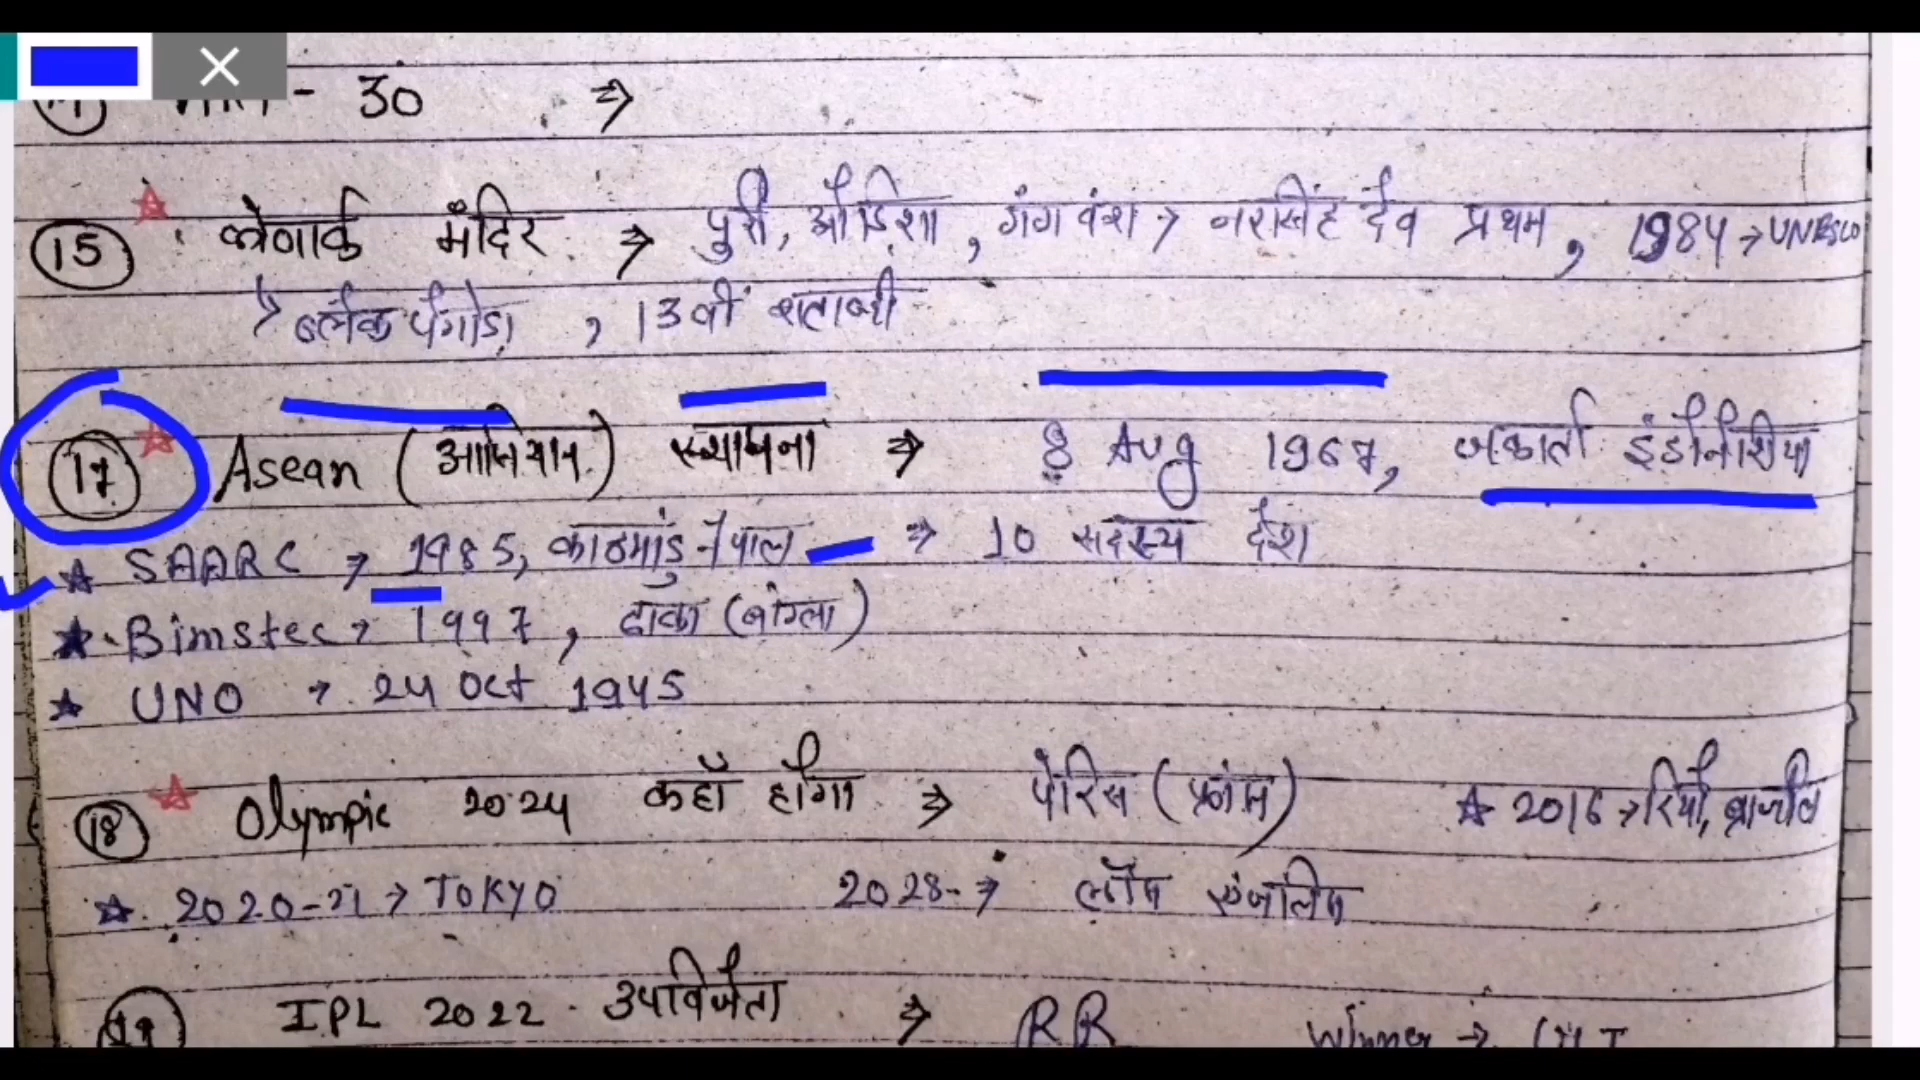 - 30 ⇒
15 कोणार्क मंदिर ⇒ पुरी, ओडिशा, गंग वंश → नरसिंह देव प्रथम, 1984 → UNESCO
→ ब्लैक पैगोडा, 13वीं शताब्दी
17 Asean (आसियान) स्थापना ⇒ 8 Aug 1967, जकार्ता इंडोनेशिया
★ SAARC → 1985, काठमांडु नेपाल ⇒ 10 सदस्य देश
★ Bimstec → 1997, ढाका (बांग्ला)
★ UNO → 24 Oct 1945
18 Olympic 2024 कहाँ होगा ⇒ पेरिस (फ्रांस) ★ 2016 → रियो, ब्राजील
★ 2020-21 → TOKYO 2028 → लॉस एंजलिस
19 IPL 2022 उपविजेता ⇒ RR Winner →